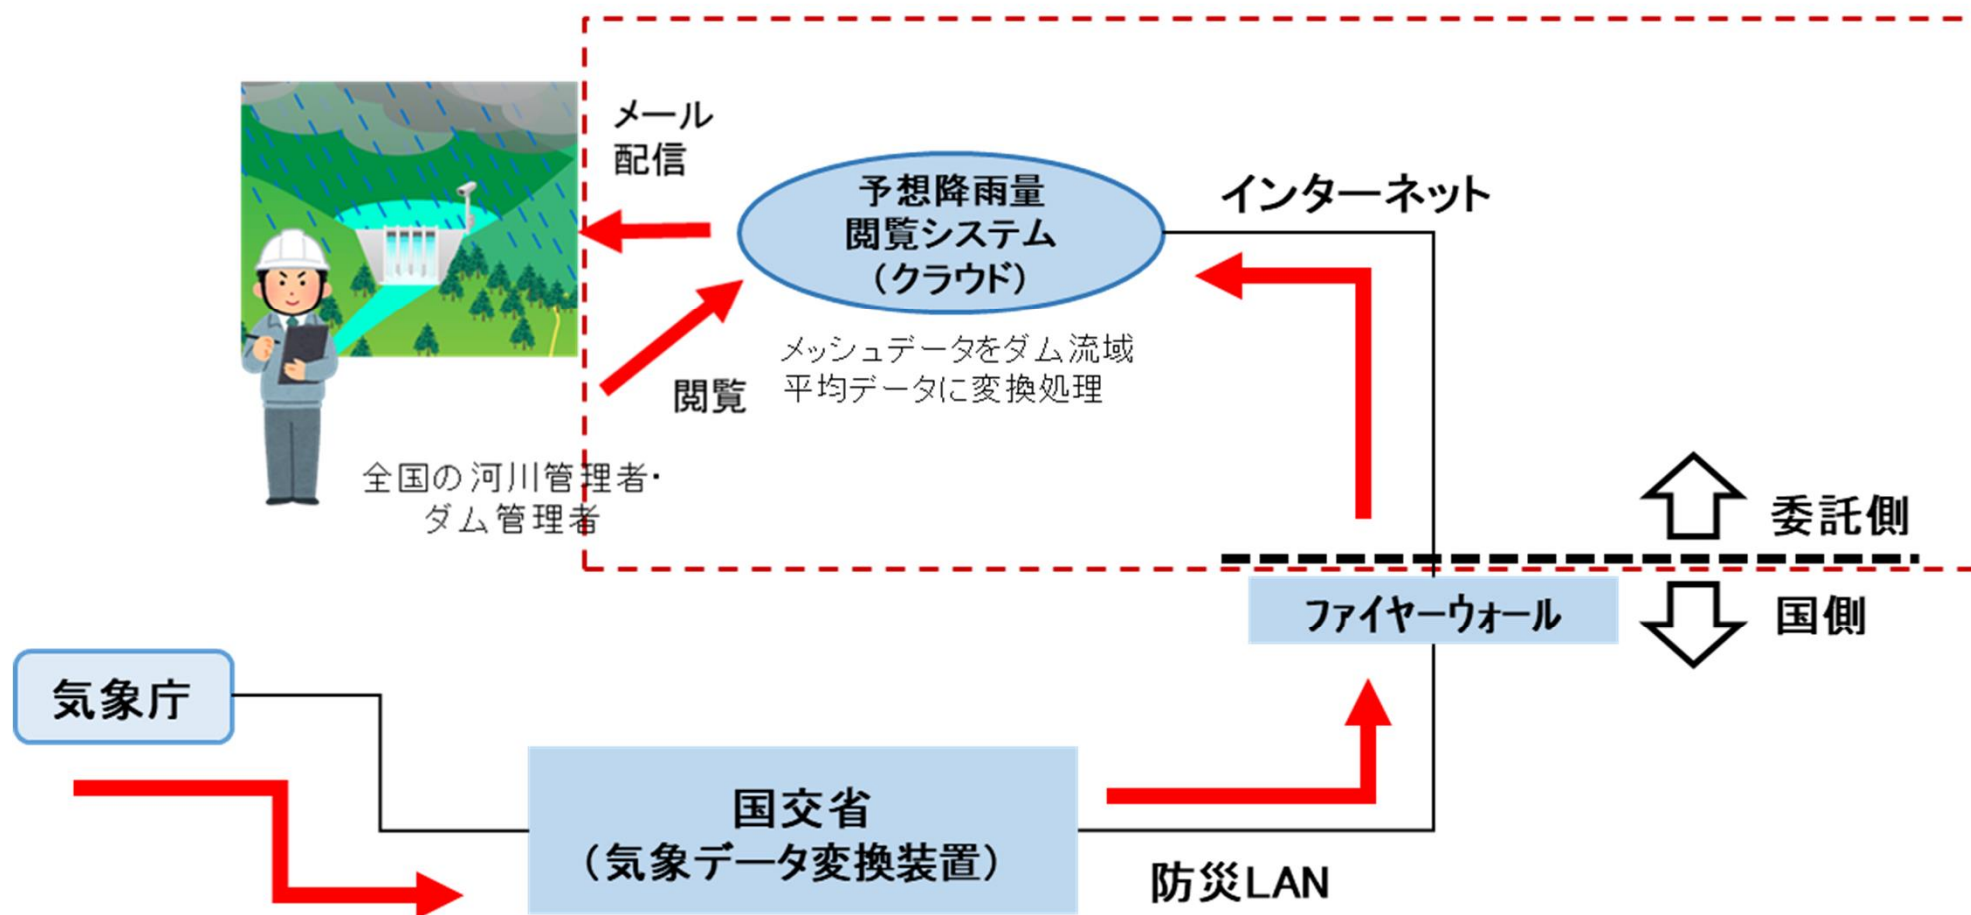 メール
配信
予想降雨量
閲覧システム
（クラウド）
インターネット
メッシュデータをダム流域
平均データに変換処理
閲覧
全国の河川管理者・
ダム管理者
委託側
ファイヤーウォール
国側
気象庁
国交省
（気象データ変換装置）
防災LAN